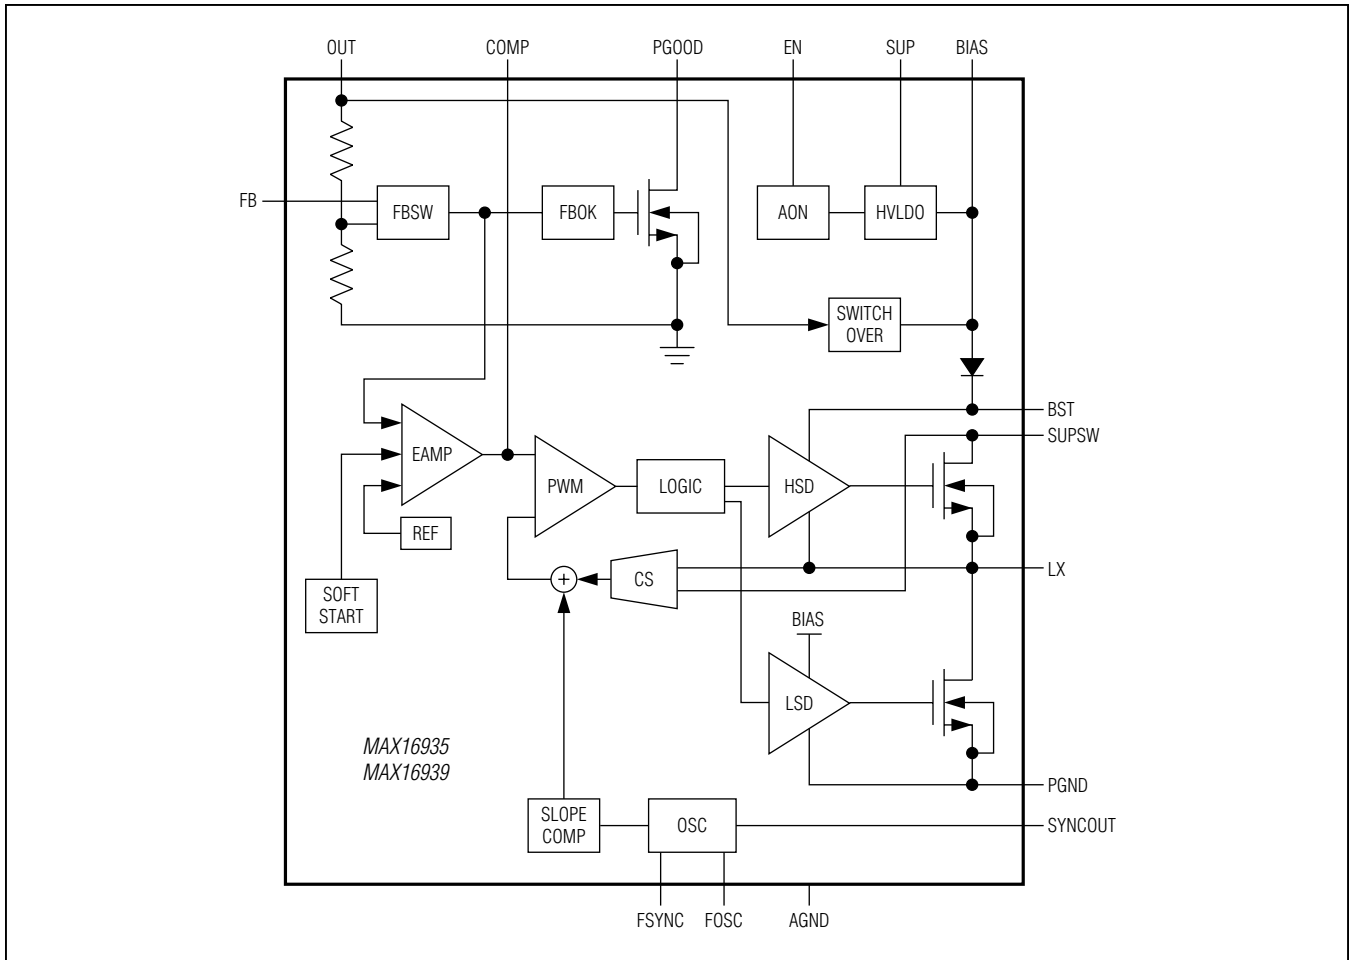 OUT
COMP
PGOOD
EN
SUP
BIAS
FB
FBSW
FBOK
AON
HVLDO
SWITCH
OVER
BST
SUPSW
EAMP
PWM
LOGIC
HSD
REF
CS
+
LX
SOFT
START
BIAS
LSD
MAX16935
MAX16939
PGND
SLOPE
COMP
OSC
SYNCOUT
FSYNC
FOSC
AGND